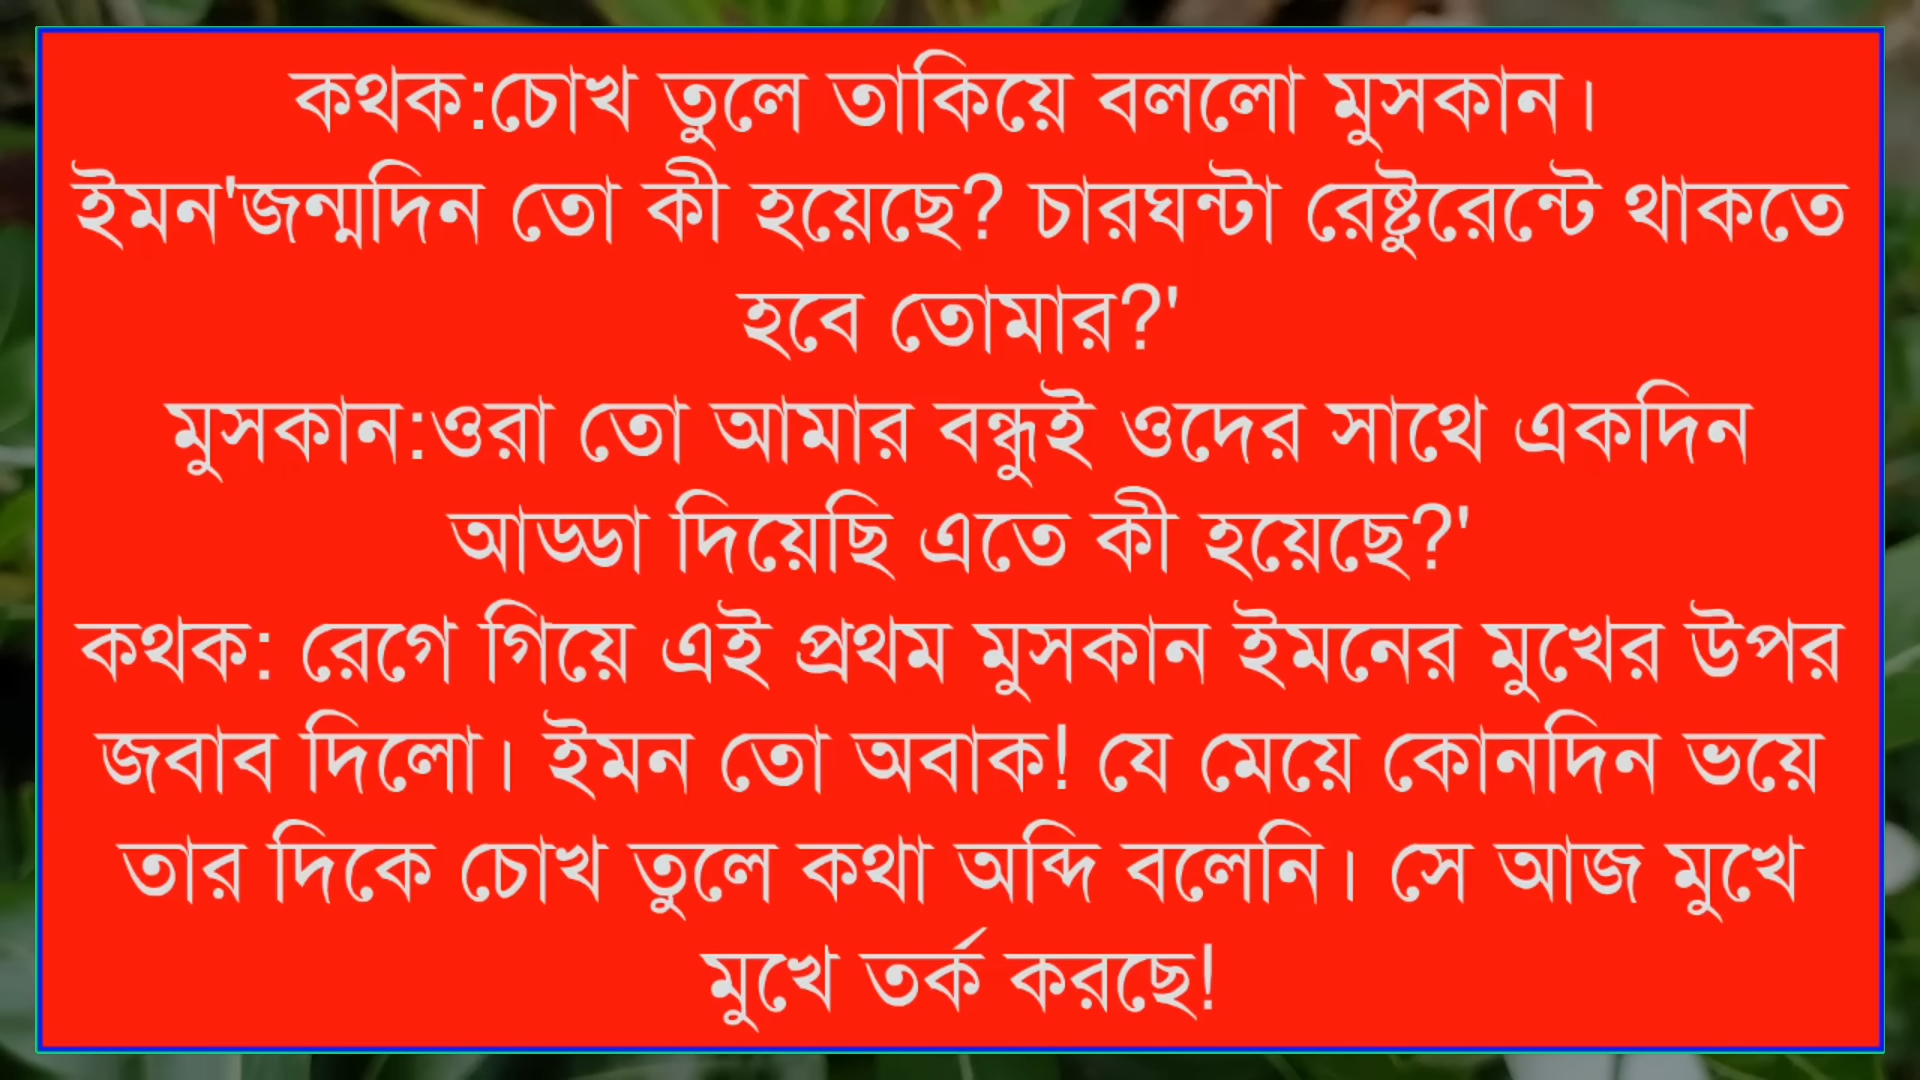 কথক:চোখ তুলে তাকিয়ে বললো মুসকান।
ইমন'জন্মদিন তো কী হয়েছে? চারঘন্টা রেষ্টুরেন্টে থাকতে
হবে তোমার?'
মুসকান:ওরা তো আমার বন্ধুই ওদের সাথে একদিন
আড্ডা দিয়েছি এতে কী হয়েছে?'
কথক: রেগে গিয়ে এই প্রথম মুসকান ইমনের মুখের উপর
জবাব দিলো। ইমন তো অবাক! যে মেয়ে কোনদিন ভয়ে
তার দিকে চোখ তুলে কথা অব্দি বলেনি। সে আজ মুখে
মুখে তর্ক করছে!